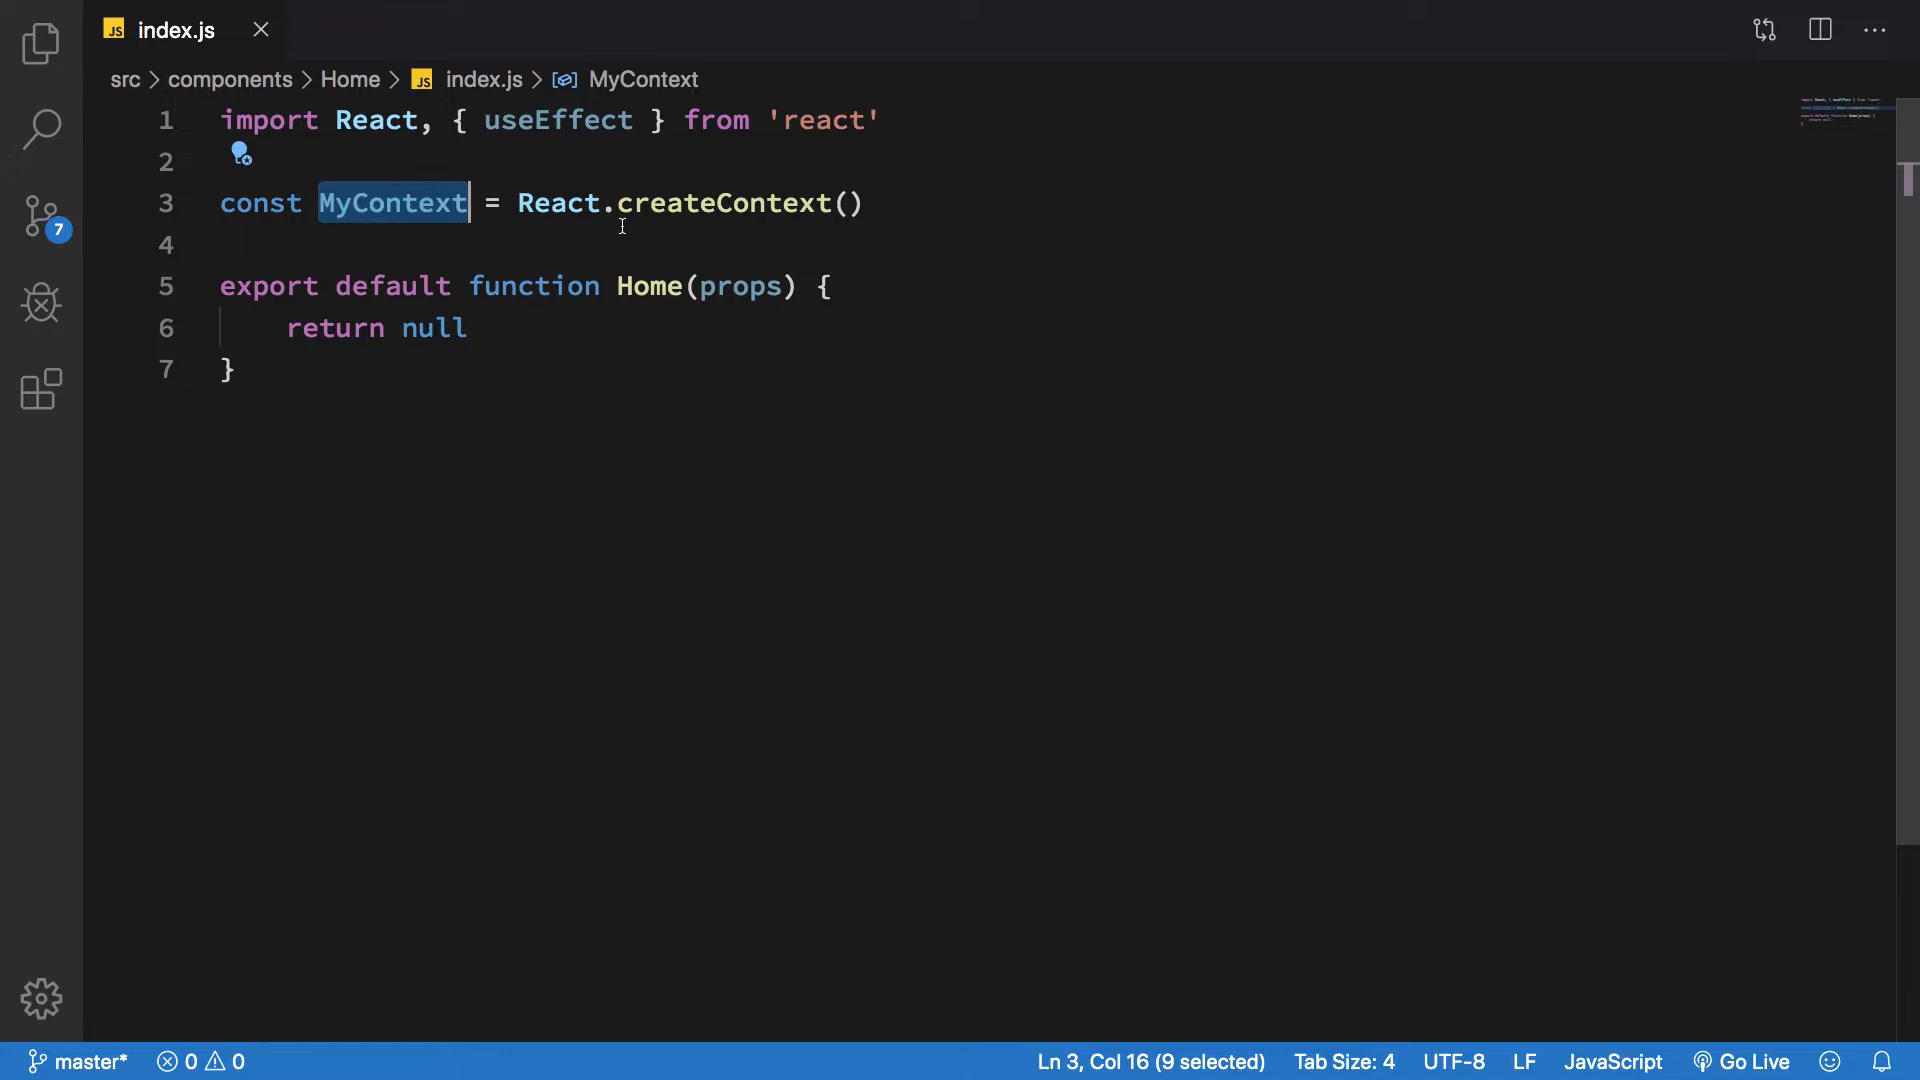 JS index.js
src > components > Home > JS index.js > MyContext
1 import React, { useEffect } from 'react'
2
3 const MyContext = React.createContext()
4
5 export default function Home(props) {
6 return null
7 }
7
master* 0 0 Ln 3, Col 16 (9 selected) Tab Size: 4 UTF-8 LF JavaScript Go Live